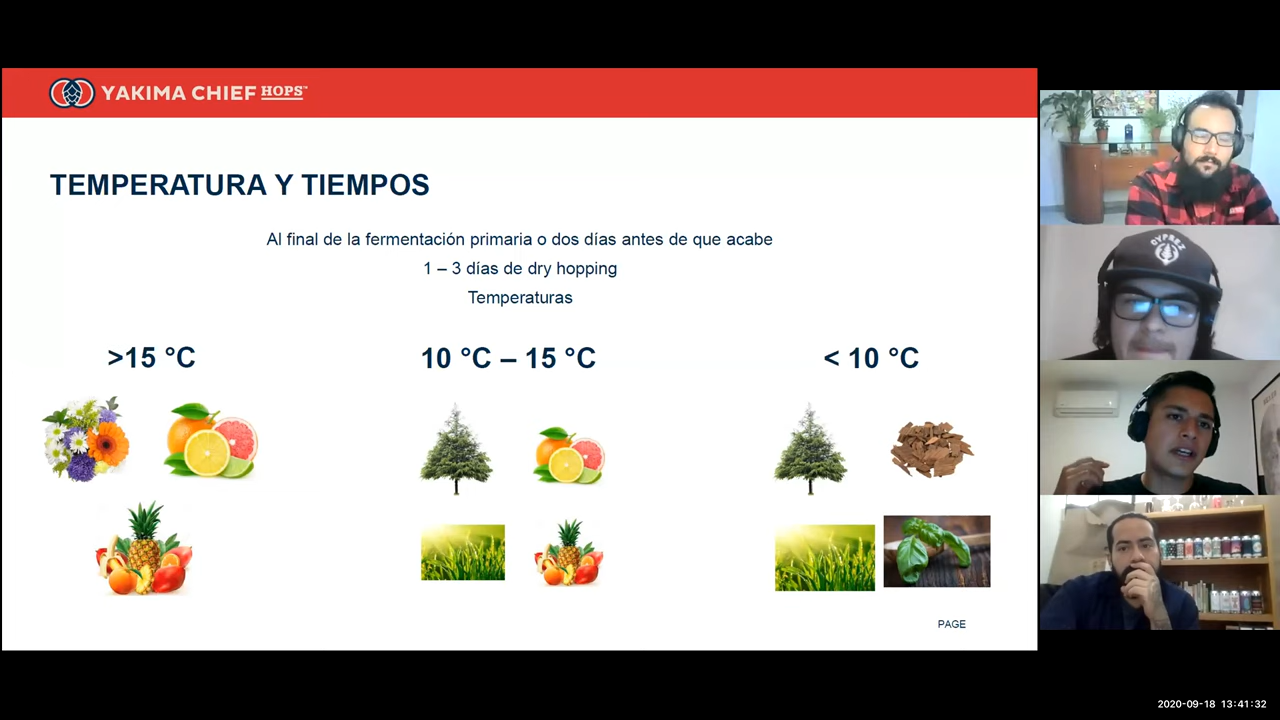 YAKIMA CHIEF HOPS™
TEMPERATURA Y TIEMPOS
Al final de la fermentación primaria o dos días antes de que acabe
1 – 3 días de dry hopping
Temperaturas
>15 °C
10 °C – 15 °C
< 10 °C
PAGE
CYPREZ
2020-09-18 13:41:32